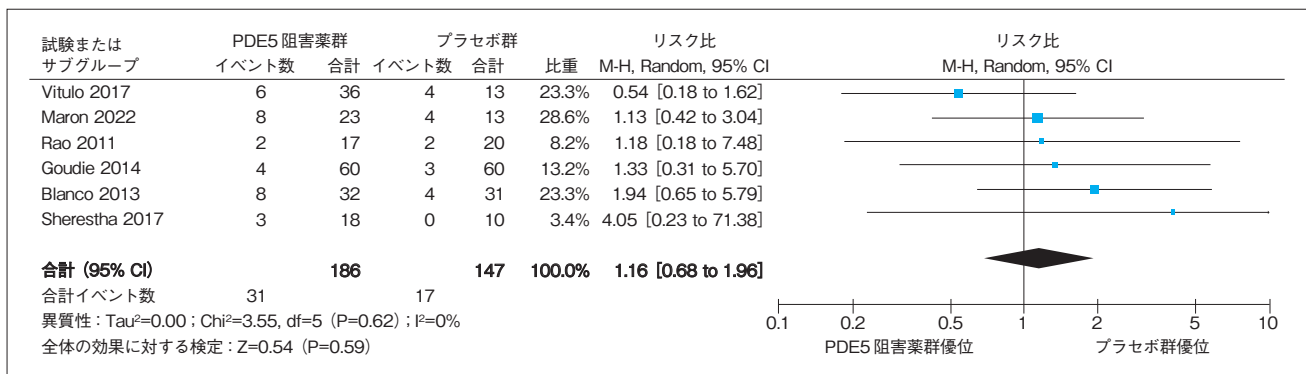 試験または PDE5 阻害薬群 プラセボ群 リスク比 リスク比
サブグループ イベント数 合計 イベント数 合計 比重 M-H, Random, 95% CI M-H, Random, 95% CI
Vitulo 2017 6 36 4 13 23.3% 0.54 [0.18 to 1.62]
Maron 2022 8 23 4 13 28.6% 1.13 [0.42 to 3.04]
Rao 2011 2 17 2 20 8.2% 1.18 [0.18 to 7.48]
Goudie 2014 4 60 3 60 13.2% 1.33 [0.31 to 5.70]
Blanco 2013 8 32 4 31 23.3% 1.94 [0.65 to 5.79]
Sherestha 2017 3 18 0 10 3.4% 4.05 [0.23 to 71.38]
合計 (95% CI) 186 147 100.0% 1.16 [0.68 to 1.96]
合計イベント数 31 17
異質性:Tau²=0.00;Chi²=3.55, df=5 (P=0.62);I²=0%
全体の効果に対する検定:Z=0.54 (P=0.59)
0.1 0.2 0.5 1 2 5 10
PDE5 阻害薬群優位 プラセボ群優位